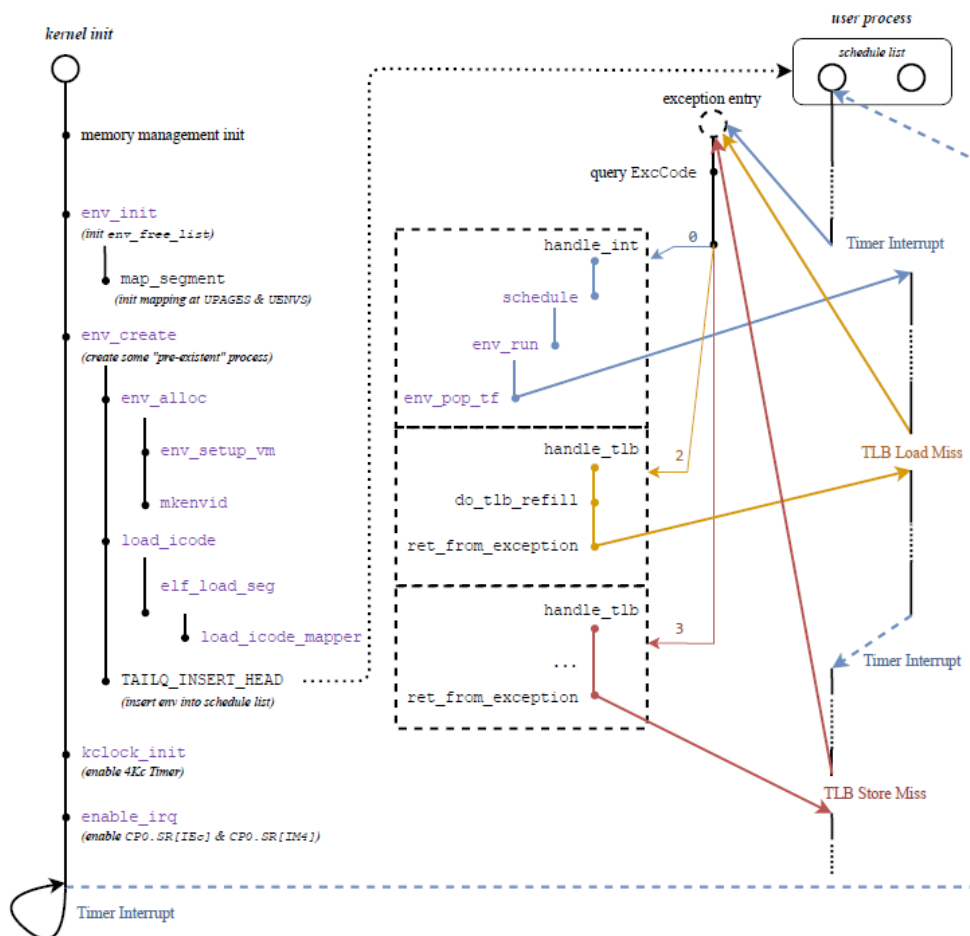 kernel init
memory management init
env_init
(init env_free_list)
map_segment
(init mapping at UPAGES & UENVS)
env_create
(create some "pre-existent" process)
env_alloc
env_setup_vm
mkenvid
load_icode
elf_load_seg
load_icode_mapper
TAILQ_INSERT_HEAD
(insert env into schedule list)
kclock_init
(enable 4Kc Timer)
enable_irq
(enable CP0.SR[IEc] & CP0.SR[IM4])
Timer Interrupt
exception entry
query ExcCode
0
handle_int
schedule
env_run
env_pop_tf
2
handle_tlb
do_tlb_refill
ret_from_exception
3
handle_tlb
...
ret_from_exception
user process
schedule list
Timer Interrupt
TLB Load Miss
Timer Interrupt
TLB Store Miss